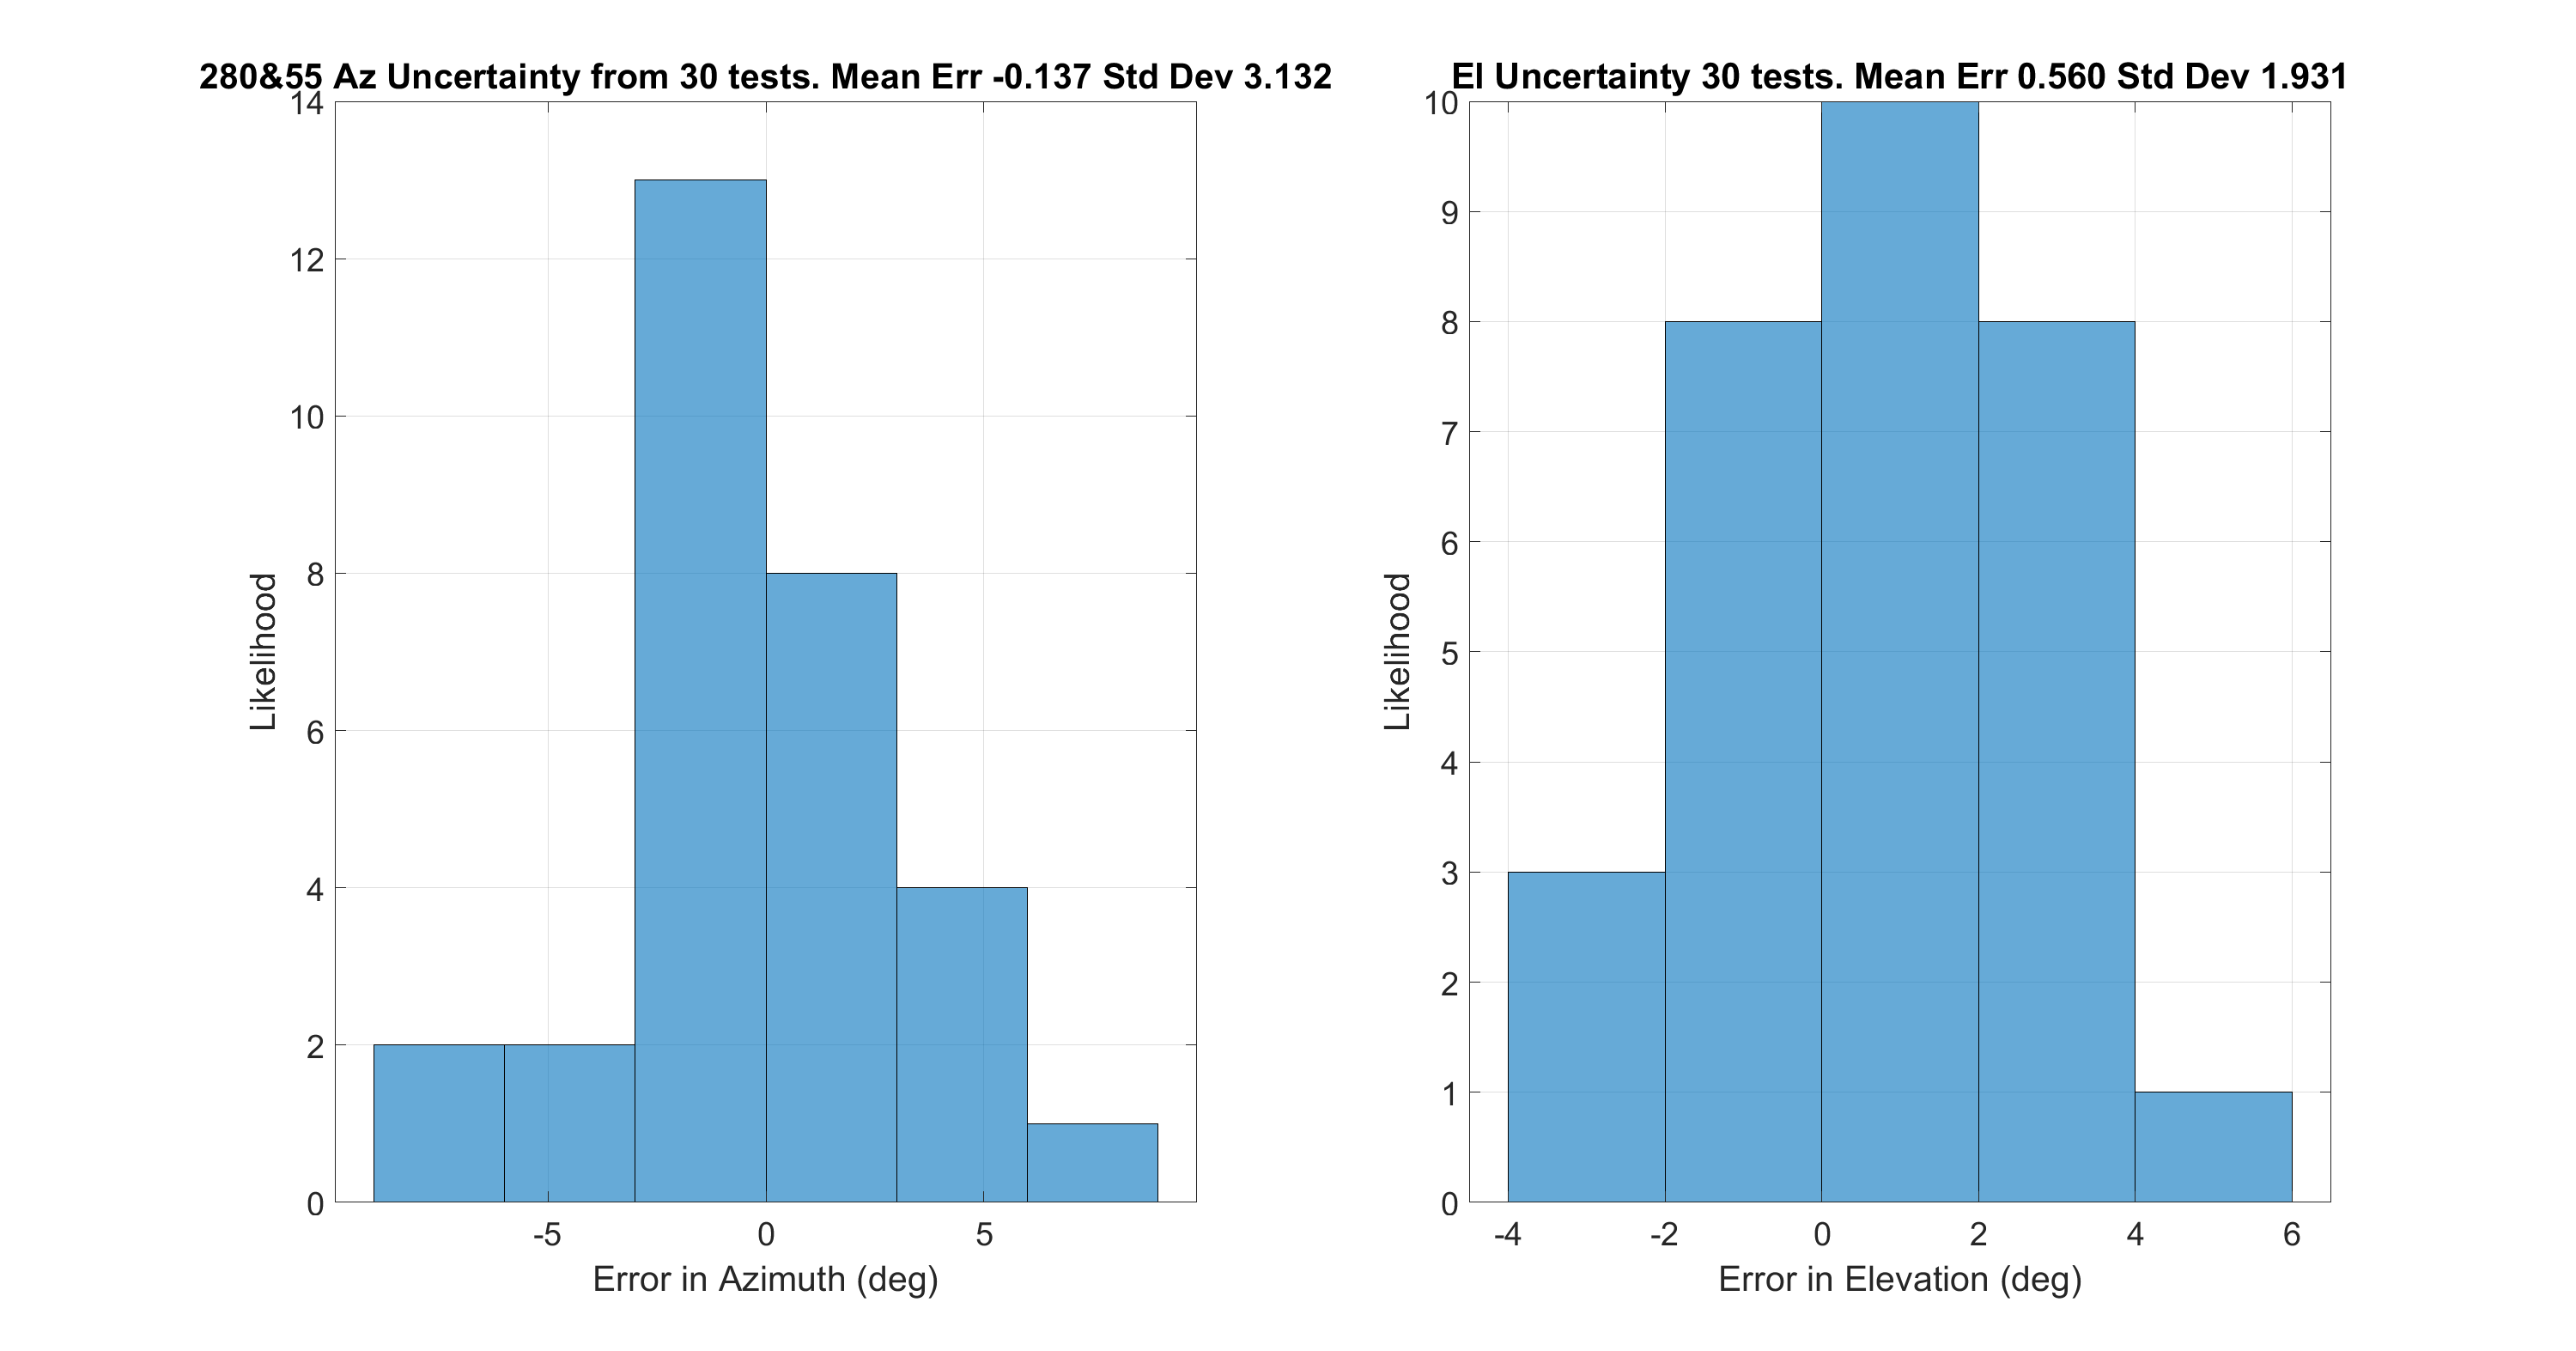 280&55 Az Uncertainty from 30 tests. Mean Err -0.137 Std Dev 3.132
14
12
10
8
6
4
2
0
Likelihood
-5 0 5
Error in Azimuth (deg)
El Uncertainty 30 tests. Mean Err 0.560 Std Dev 1.931
10
9
8
7
6
5
4
3
2
1
0
Likelihood
-4 -2 0 2 4 6
Error in Elevation (deg)